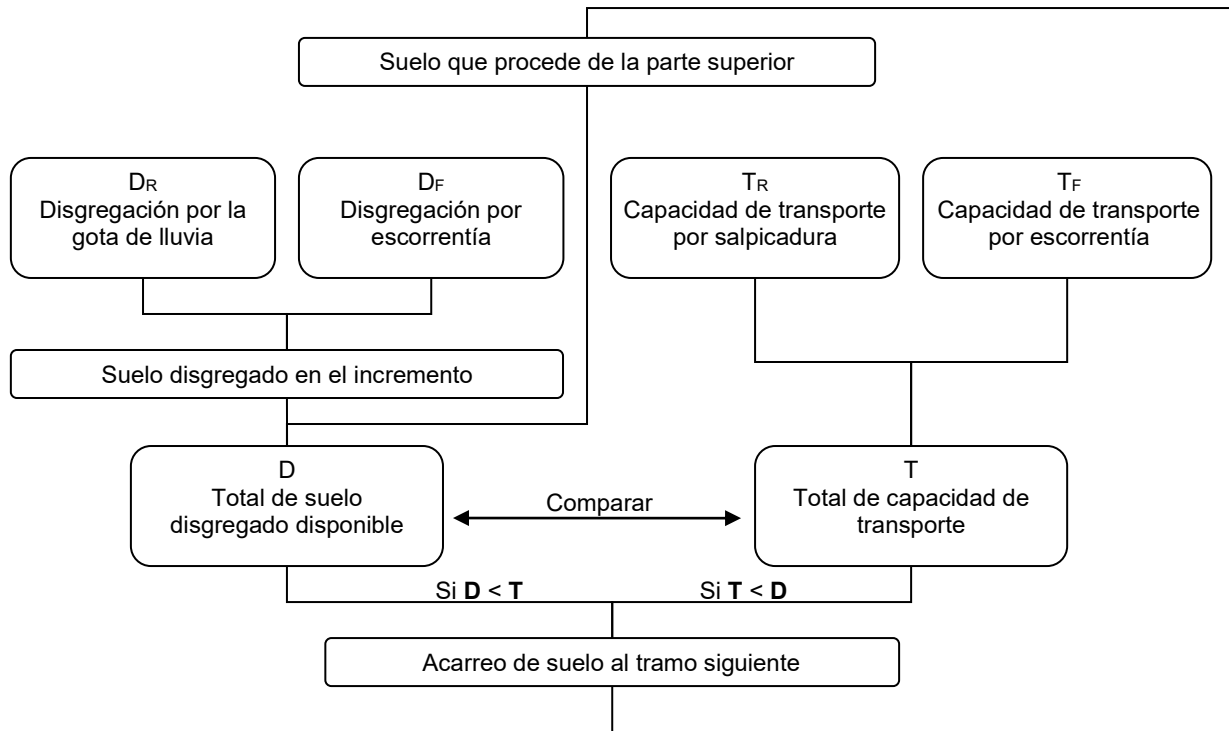 Suelo que procede de la parte superior
DR
Disgregación por la
gota de lluvia
DF
Disgregación por
escorrentía
TR
Capacidad de transporte
por salpicadura
TF
Capacidad de transporte
por escorrentía
Suelo disgregado en el incremento
D
Total de suelo
disgregado disponible
Comparar
T
Total de capacidad de
transporte
Si D < T
Si T < D
Acarreo de suelo al tramo siguiente